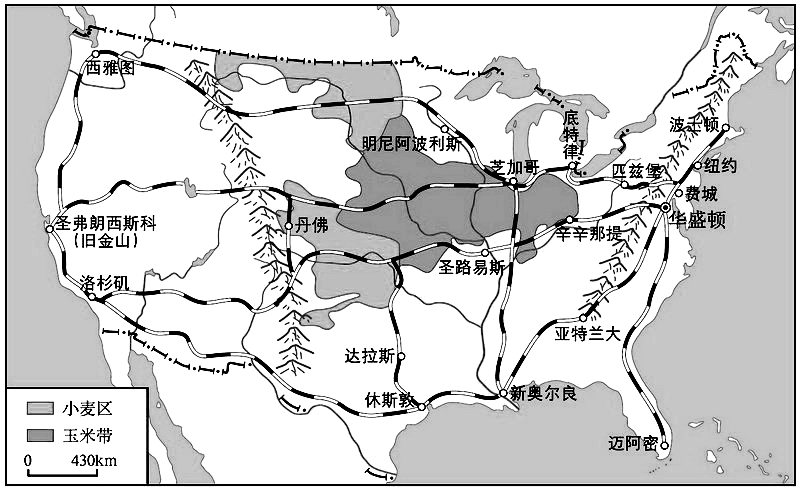 西雅图
明尼阿波利斯
底特律
波士顿
芝加哥
匹兹堡
纽约
费城
华盛顿
圣弗朗西斯科
(旧金山)
丹佛
辛辛那提
圣路易斯
洛杉矶
亚特兰大
达拉斯
休斯敦
新奥尔良
迈阿密
小麦区
玉米带
0 430km